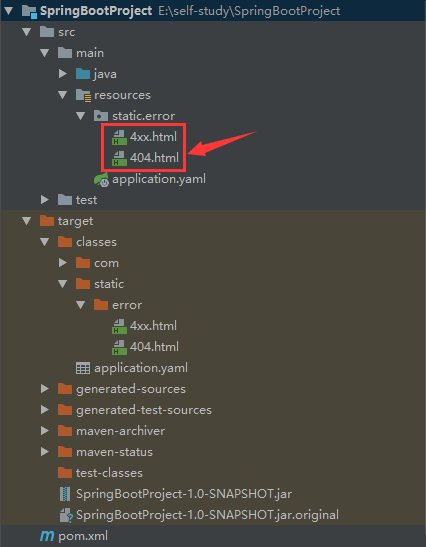 SpringBootProject E:\self-study\SpringBootProject
src
main
java
resources
static.error
4xx.html
404.html
application.yaml
test
target
classes
com
static
error
4xx.html
404.html
application.yaml
generated-sources
generated-test-sources
maven-archiver
maven-status
test-classes
SpringBootProject-1.0-SNAPSHOT.jar
SpringBootProject-1.0-SNAPSHOT.jar.original
pom.xml